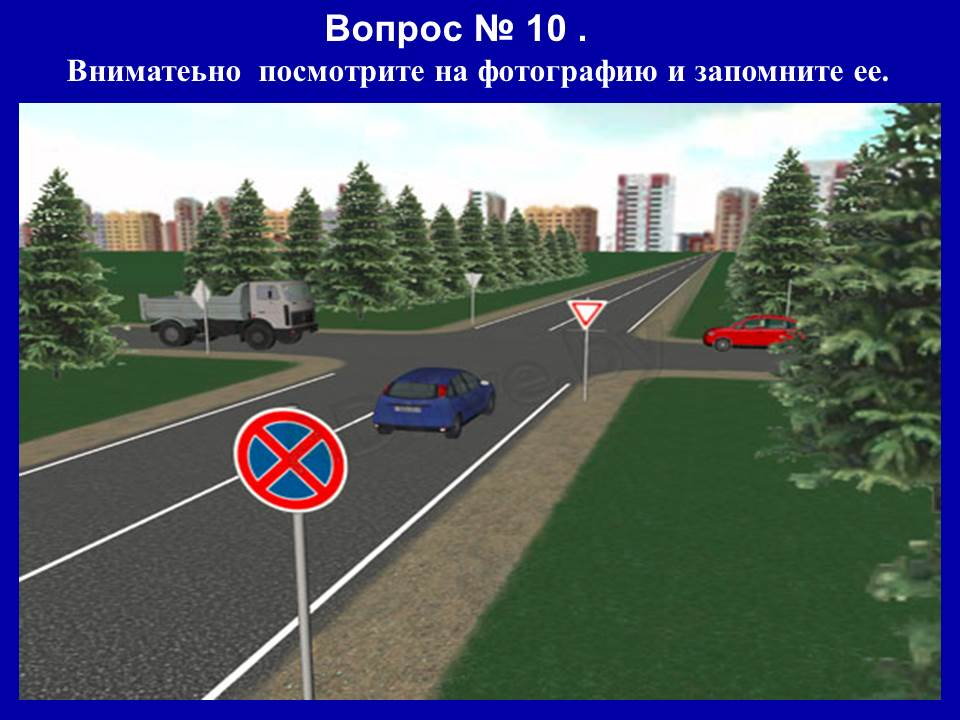 Вопрос № 10 .
Вниматеьно посмотрите на фотографию и запомните ее.